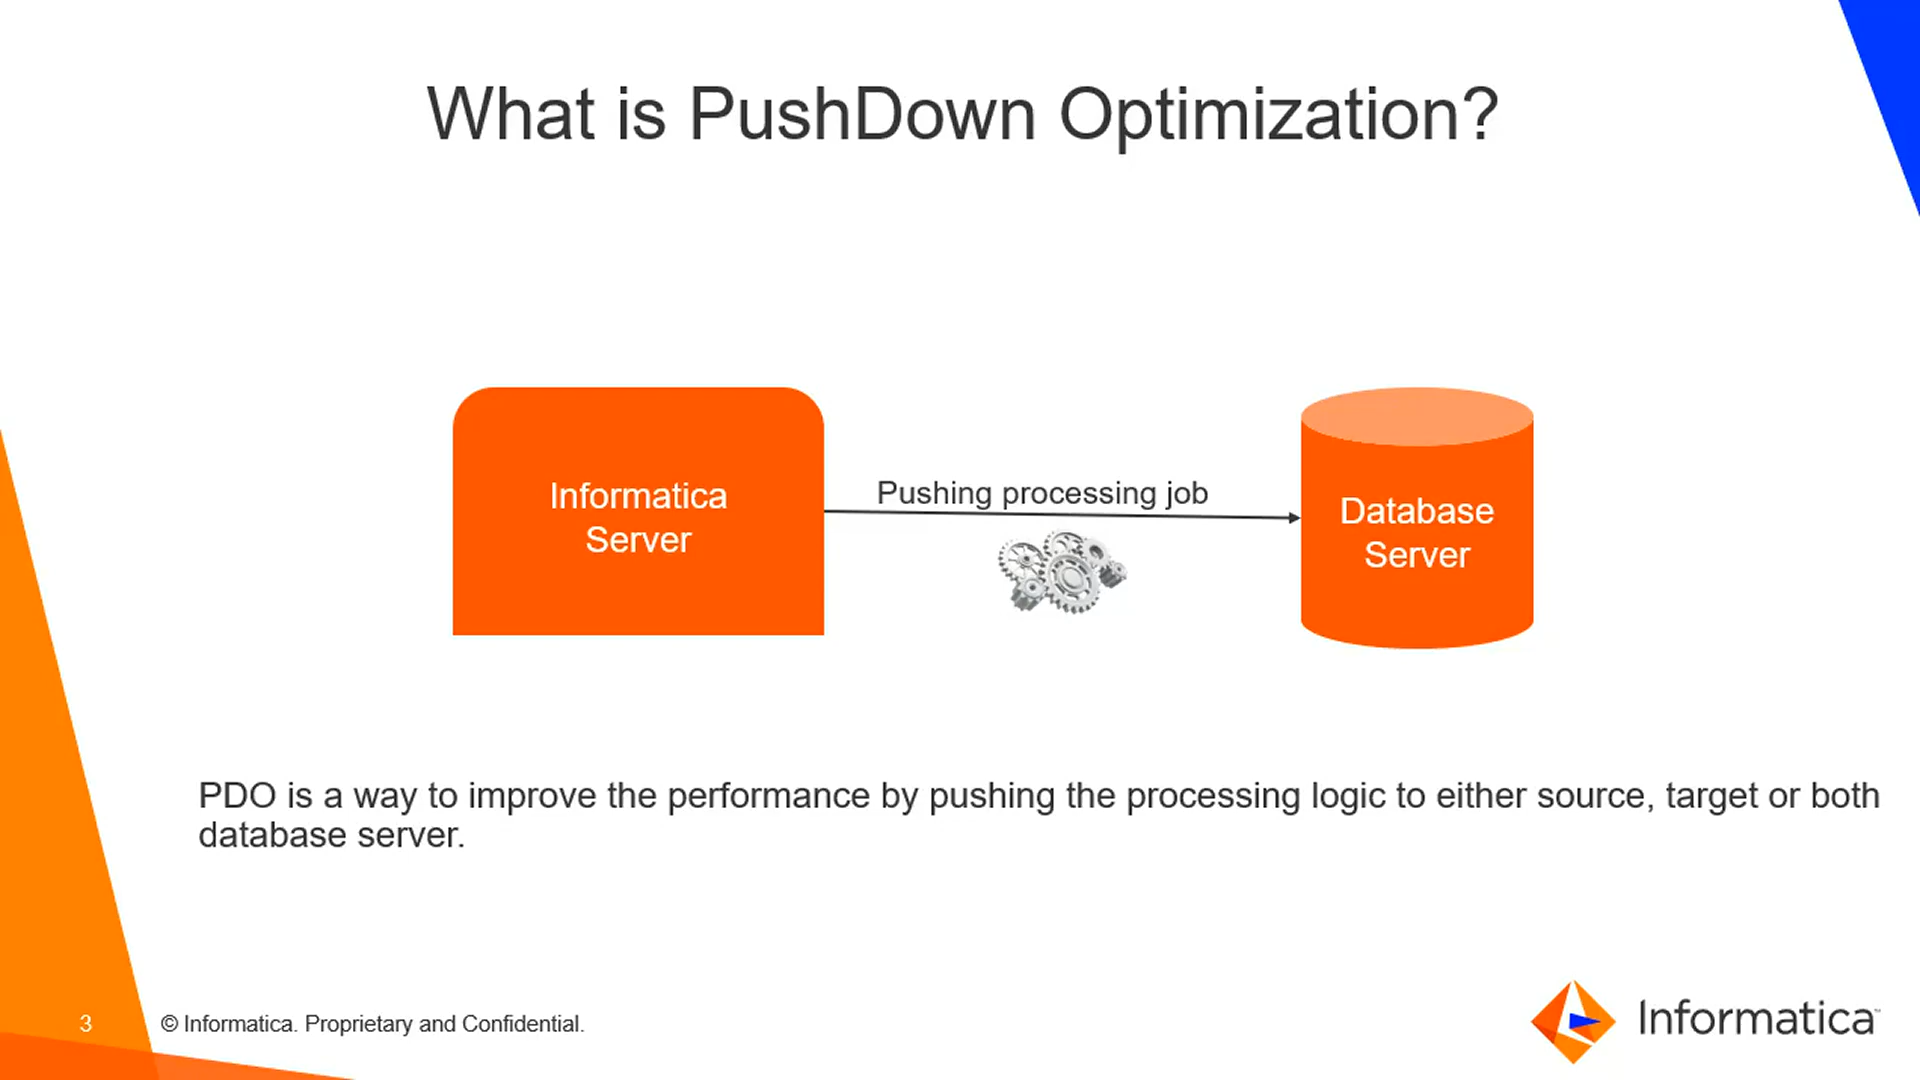 What is PushDown Optimization?
Informatica
Server
Pushing processing job
Database
Server
PDO is a way to improve the performance by pushing the processing logic to either source, target or both
database server.
3
© Informatica. Proprietary and Confidential.
Informatica™